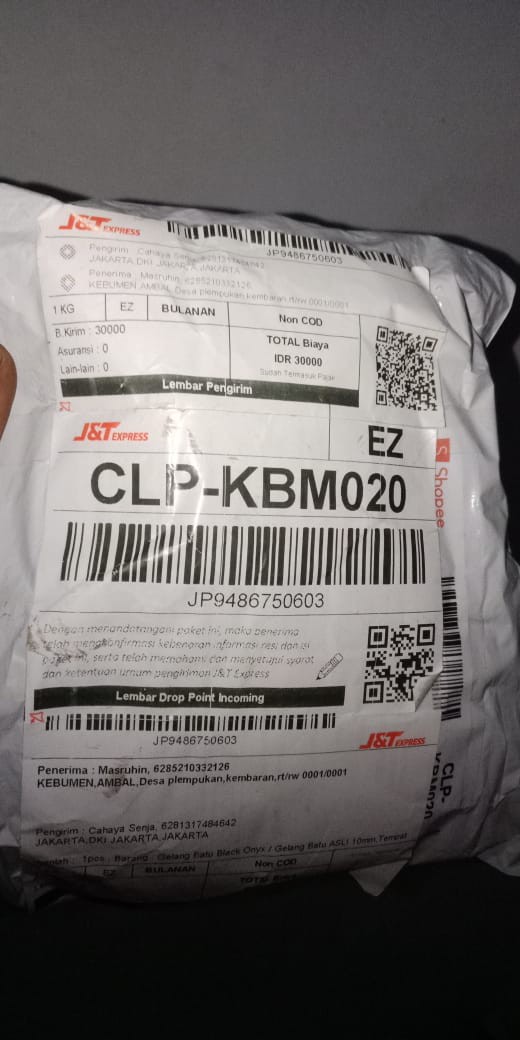 J&T EXPRESS
JP9486750603
Pengirim : Cahaya Senja, 6281317484642
JAKARTA,DKI JAKARTA,JAKARTA
Penerima : Masruhin, 6285210332126
KEBUMEN,AMBAL,Desa plempukan,kembaran,rt/rw 0001/0001
1 KG EZ BULANAN Non COD
B.Kirim : 30000
Asuransi : 0
Lain-lain : 0
TOTAL Biaya
IDR 30000
Sudah Termasuk Pajak
Lembar Pengirim
J&T EXPRESS
EZ
CLP-KBM020
JP9486750603
Dengan menandatangani paket ini, maka penerima
telah mengkonfirmasi kebenaran informasi resi dan isi
paket ini, serta telah memahami dan menyetujui syarat
dan ketentuan umum pengiriman J&T Express
Lembar Drop Point Incoming
JP9486750603
J&T EXPRESS
Penerima : Masruhin, 6285210332126
KEBUMEN,AMBAL,Desa plempukan,kembaran,rt/rw 0001/0001
Pengirim : Cahaya Senja, 6281317484642
JAKARTA,DKI JAKARTA,JAKARTA
1pcs , Barang : Gelang Batu Black Onyx / Gelang Batu ASLI 10mm,Tempat
EZ BULANAN Non COD
TOTAL
Shopee
CLP-
KBM020